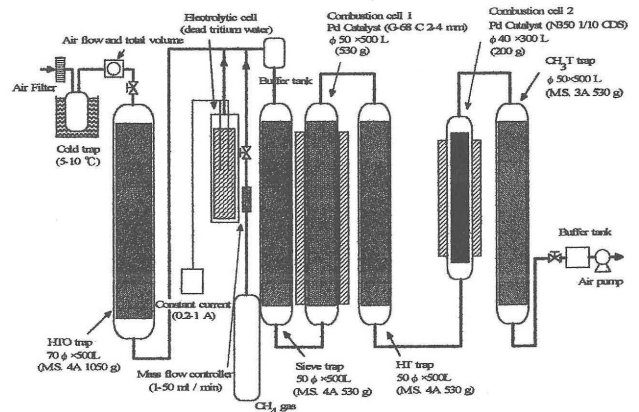 Air Filter
Cold trap
(5-10 ℃)
Air flow and total volume
HTO trap
70 ϕ ×500L
(M.S. 4A 1050 g)
Electrolytic cell
(dead tritium water)
Constant current
(0.2-1 A)
Mass flow controller
(1-50 ml / min)
CH4 gas
Buffer tank
Sieve trap
50 ϕ ×500L
(M.S. 4A 530 g)
Combustion cell 1
Pd Catalyst (G-68 C 2-4 mm)
ϕ 50 ×500 L
(530 g)
HT trap
50 ϕ ×500L
(M.S. 4A 530 g)
Combustion cell 2
Pd Catalyst (N350 1/10 CDS)
ϕ 40 ×300 L
(200 g)
CH3T trap
ϕ 50×500 L
(M.S. 3A 530 g)
Buffer tank
Air pump